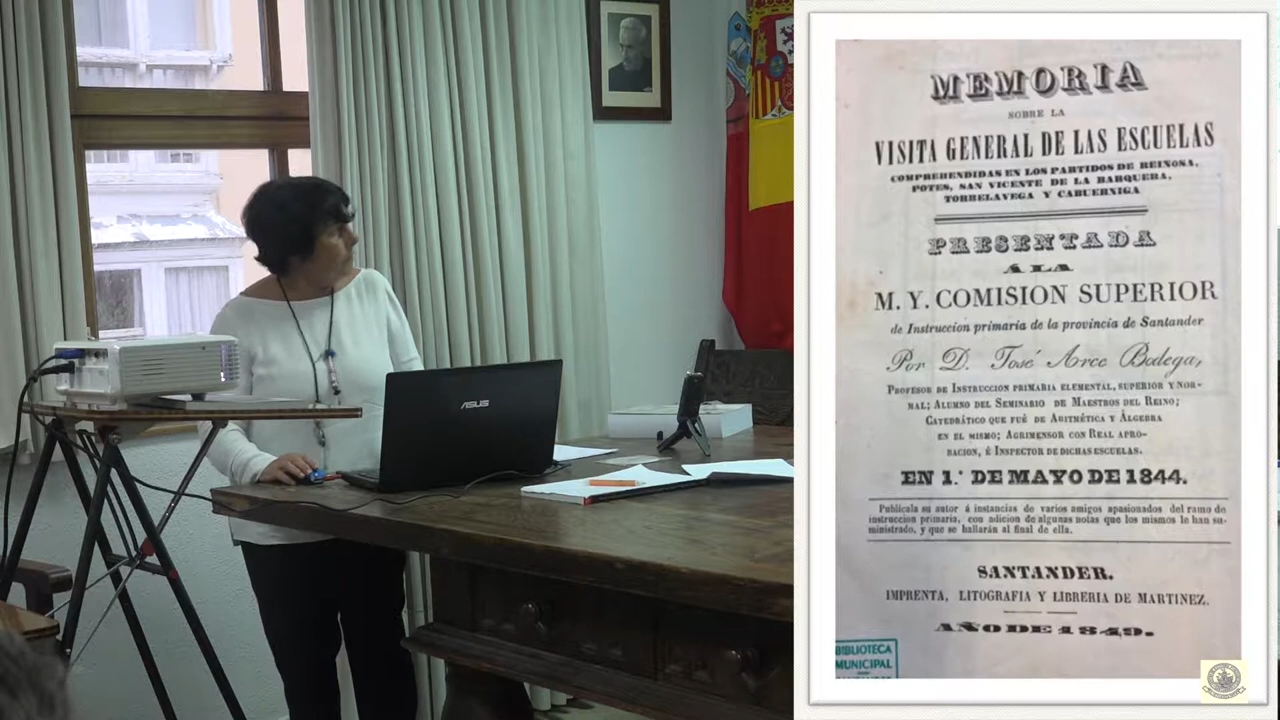 ASUS
MEMORIA
SOBRE LA
VISITA GENERAL DE LAS ESCUELAS
COMPREHENDIDAS EN LOS PARTIDOS DE REINOSA,
POTES, SAN VICENTE DE LA BARQUERA,
TORRELAVEGA Y CABUERNIGA
PRESENTADA
Á LA
M. Y. COMISION SUPERIOR
de Instruccion primaria de la provincia de Santander
Por D. José Arce Bodega,
PROFESOR DE INSTRUCCION PRIMARIA ELEMENTAL, SUPERIOR Y NOR-
MAL; ALUMNO DEL SEMINARIO DE MAESTROS DEL REINO;
CATEDRÁTICO QUE FUÉ DE ARITMÉTICA Y ÁLGEBRA
EN EL MISMO; AGRIMENSOR CON REAL APRO-
BACION, É INSPECTOR DE DICHAS ESCUELAS.
EN 1.º DE MAYO DE 1844.
Publícala su autor á instancias de varios amigos apasionados del ramo de
instruccion primaria, con adicion de algunas notas que los mismos le han su-
ministrado, y que se hallarán al final de ella.
SANTANDER.
IMPRENTA, LITOGRAFIA Y LIBRERIA DE MARTINEZ.
AÑO DE 1849.
BIBLIOTECA
MUNICIPAL